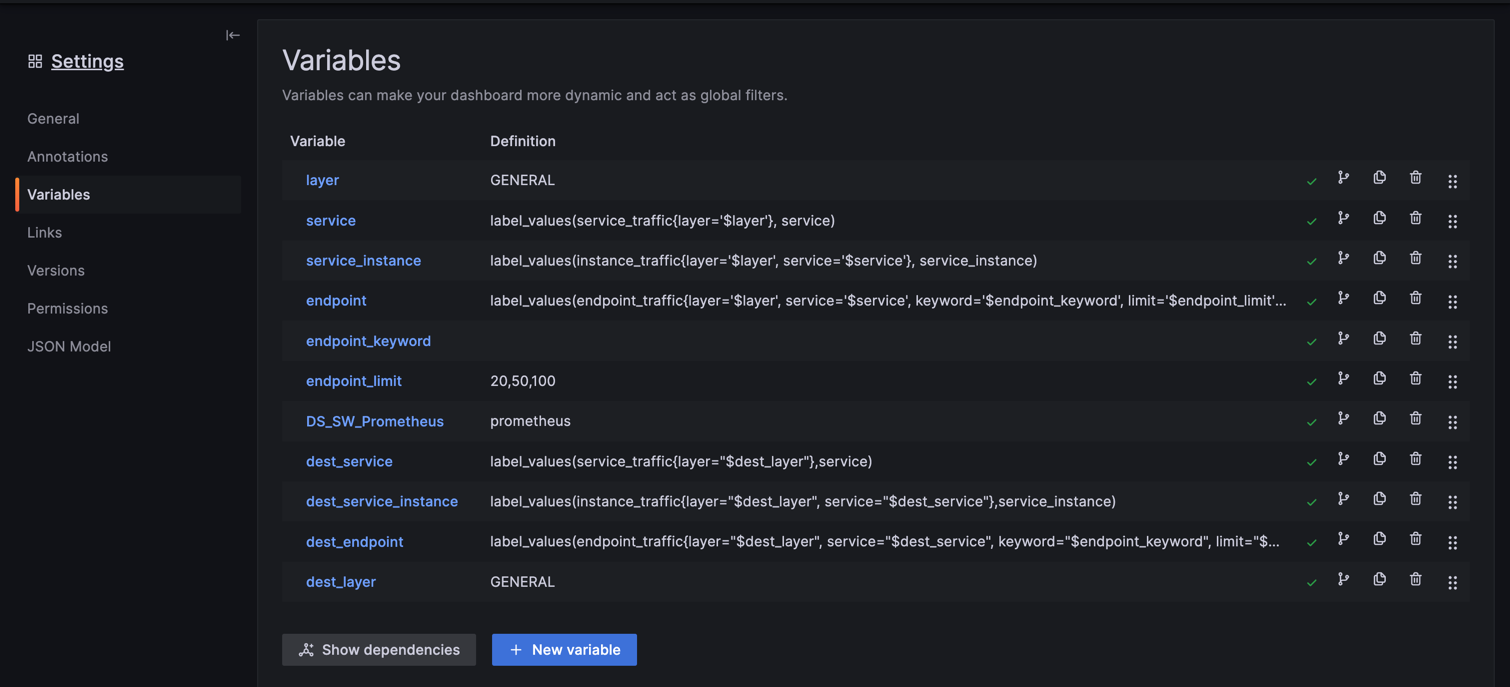 Settings
General
Annotations
Variables
Links
Versions
Permissions
JSON Model
Variables
Variables can make your dashboard more dynamic and act as global filters.
Variable Definition
layer GENERAL
service label_values(service_traffic{layer='$layer'}, service)
service_instance label_values(instance_traffic{layer='$layer', service='$service'}, service_instance)
endpoint label_values(endpoint_traffic{layer='$layer', service='$service', keyword='$endpoint_keyword', limit='$endpoint_limit'...
endpoint_keyword
endpoint_limit 20,50,100
DS_SW_Prometheus prometheus
dest_service label_values(service_traffic{layer="$dest_layer"},service)
dest_service_instance label_values(instance_traffic{layer="$dest_layer", service="$dest_service"},service_instance)
dest_endpoint label_values(endpoint_traffic{layer="$dest_layer", service="$dest_service", keyword="$endpoint_keyword", limit="$...
dest_layer GENERAL
Show dependencies + New variable